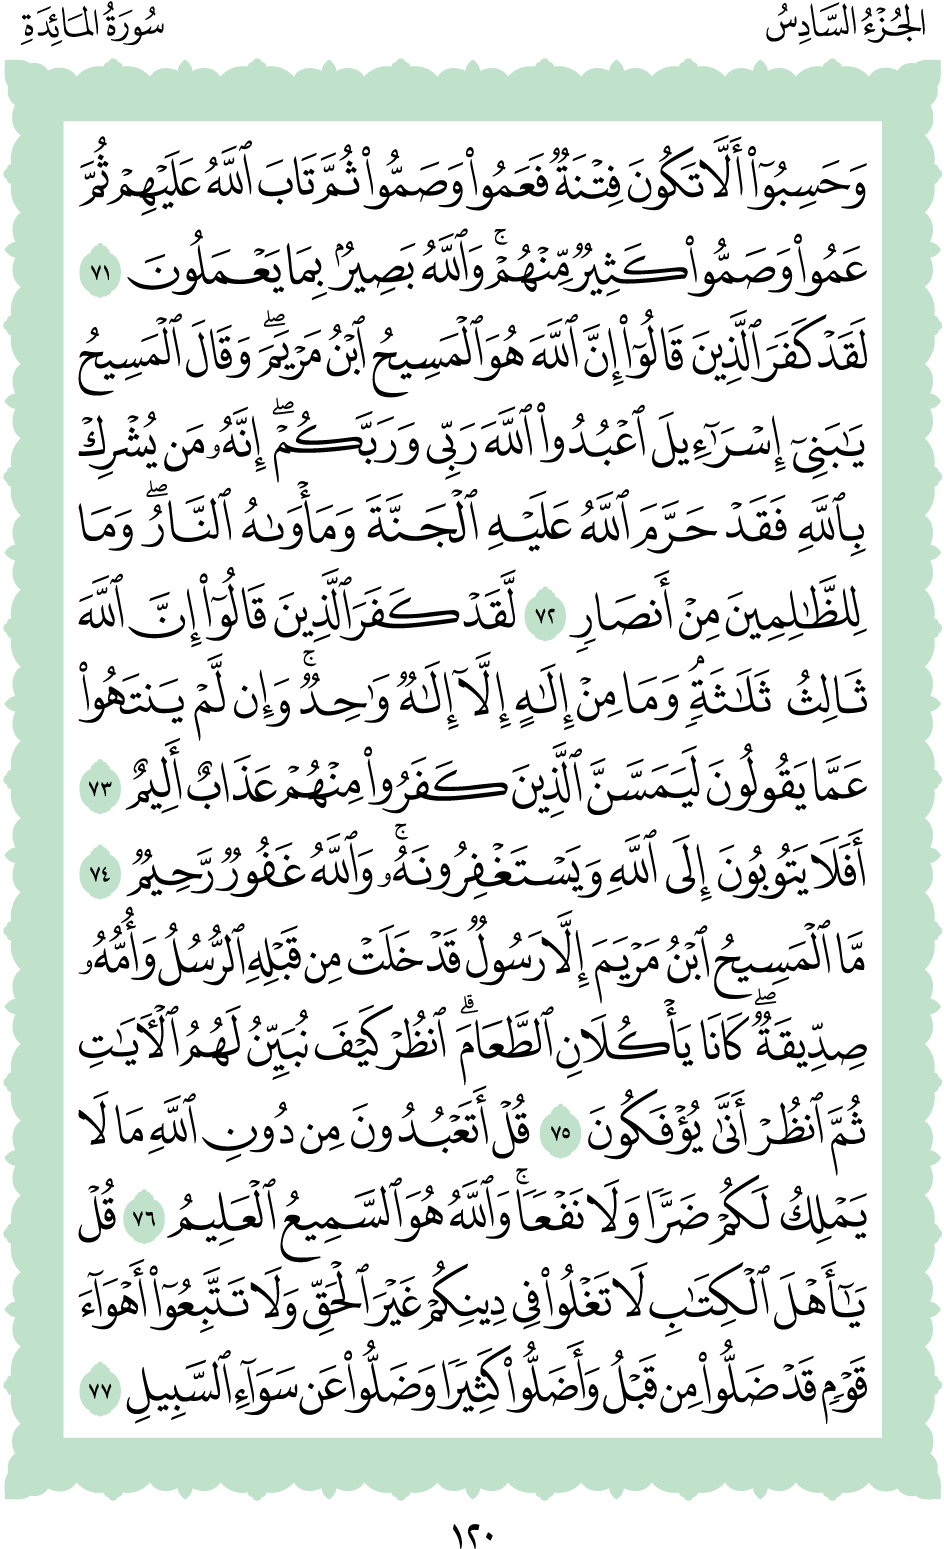 الجُزْءُ السَّادِسُ
سُورَةُ المَائِدَةِ
وَحَسِبُوٓا۟ أَلَّا تَكُونَ فِتْنَةٌ فَعَمُوا۟ وَصَمُّوا۟ ثُمَّ تَابَ ٱللَّهُ عَلَيْهِمْ ثُمَّ
عَمُوا۟ وَصَمُّوا۟ كَثِيرٌ مِّنْهُمْ ۚ وَٱللَّهُ بَصِيرٌۢ بِمَا يَعْمَلُونَ ٧١
لَقَدْ كَفَرَ ٱلَّذِينَ قَالُوٓا۟ إِنَّ ٱللَّهَ هُوَ ٱلْمَسِيحُ ٱبْنُ مَرْيَمَ ۖ وَقَالَ ٱلْمَسِيحُ
يَـٰبَنِىٓ إِسْرَـٰٓءِيلَ ٱعْبُدُوا۟ ٱللَّهَ رَبِّى وَرَبَّكُمْ ۖ إِنَّهُۥ مَن يُشْرِكْ
بِٱللَّهِ فَقَدْ حَرَّمَ ٱللَّهُ عَلَيْهِ ٱلْجَنَّةَ وَمَأْوَىٰهُ ٱلنَّارُ ۖ وَمَا
لِلظَّـٰلِمِينَ مِنْ أَنصَارٍ ٧٢ لَّقَدْ كَفَرَ ٱلَّذِينَ قَالُوٓا۟ إِنَّ ٱللَّهَ
ثَالِثُ ثَلَـٰثَةٍۘ وَمَا مِنْ إِلَـٰهٍ إِلَّآ إِلَـٰهٌ وَٰحِدٌ ۚ وَإِن لَّمْ يَنتَهُوا۟
عَمَّا يَقُولُونَ لَيَمَسَّنَّ ٱلَّذِينَ كَفَرُوا۟ مِنْهُمْ عَذَابٌ أَلِيمٌ ٧٣
أَفَلَا يَتُوبُونَ إِلَى ٱللَّهِ وَيَسْتَغْفِرُونَهُۥ ۚ وَٱللَّهُ غَفُورٌ رَّحِيمٌ ٧٤
مَّا ٱلْمَسِيحُ ٱبْنُ مَرْيَمَ إِلَّا رَسُولٌ قَدْ خَلَتْ مِن قَبْلِهِ ٱلرُّسُلُ وَأُمُّهُۥ
صِدِّيقَةٌ ۖ كَانَا يَأْكُلَانِ ٱلطَّعَامَ ۗ ٱنظُرْ كَيْفَ نُبَيِّنُ لَهُمُ ٱلْـَٔايَـٰتِ
ثُمَّ ٱنظُرْ أَنَّىٰ يُؤْفَكُونَ ٧٥ قُلْ أَتَعْبُدُونَ مِن دُونِ ٱللَّهِ مَا لَا
يَمْلِكُ لَكُمْ ضَرًّا وَلَا نَفْعًا ۚ وَٱللَّهُ هُوَ ٱلسَّمِيعُ ٱلْعَلِيمُ ٧٦ قُلْ
يَـٰٓأَهْلَ ٱلْكِتَـٰبِ لَا تَغْلُوا۟ فِى دِينِكُمْ غَيْرَ ٱلْحَقِّ وَلَا تَتَّبِعُوٓا۟ أَهْوَآءَ
قَوْمٍ قَدْ ضَلُّوا۟ مِن قَبْلُ وَأَضَلُّوا۟ كَثِيرًا وَضَلُّوا۟ عَن سَوَآءِ ٱلسَّبِيلِ ٧٧
١٢٠